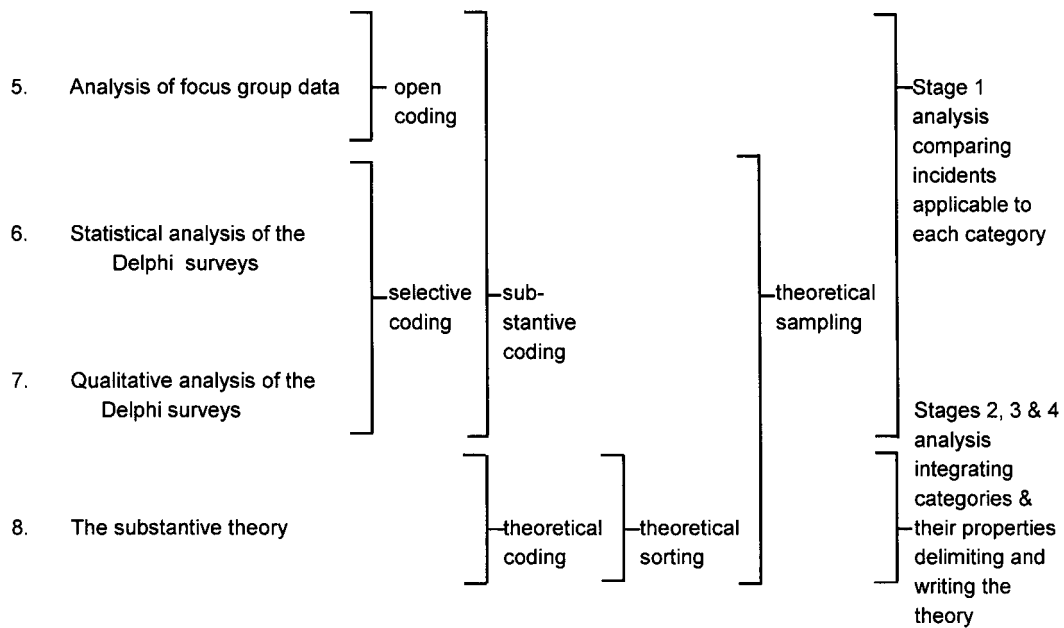 5. Analysis of focus group data
open
coding
Stage 1
analysis
comparing
incidents
applicable to
each category
6. Statistical analysis of the
Delphi surveys
selective
coding
sub-
stantive
coding
theoretical
sampling
7. Qualitative analysis of the
Delphi surveys
Stages 2, 3 & 4
analysis
integrating
categories &
their properties
delimiting and
writing the
theory
8. The substantive theory
theoretical
coding
theoretical
sorting